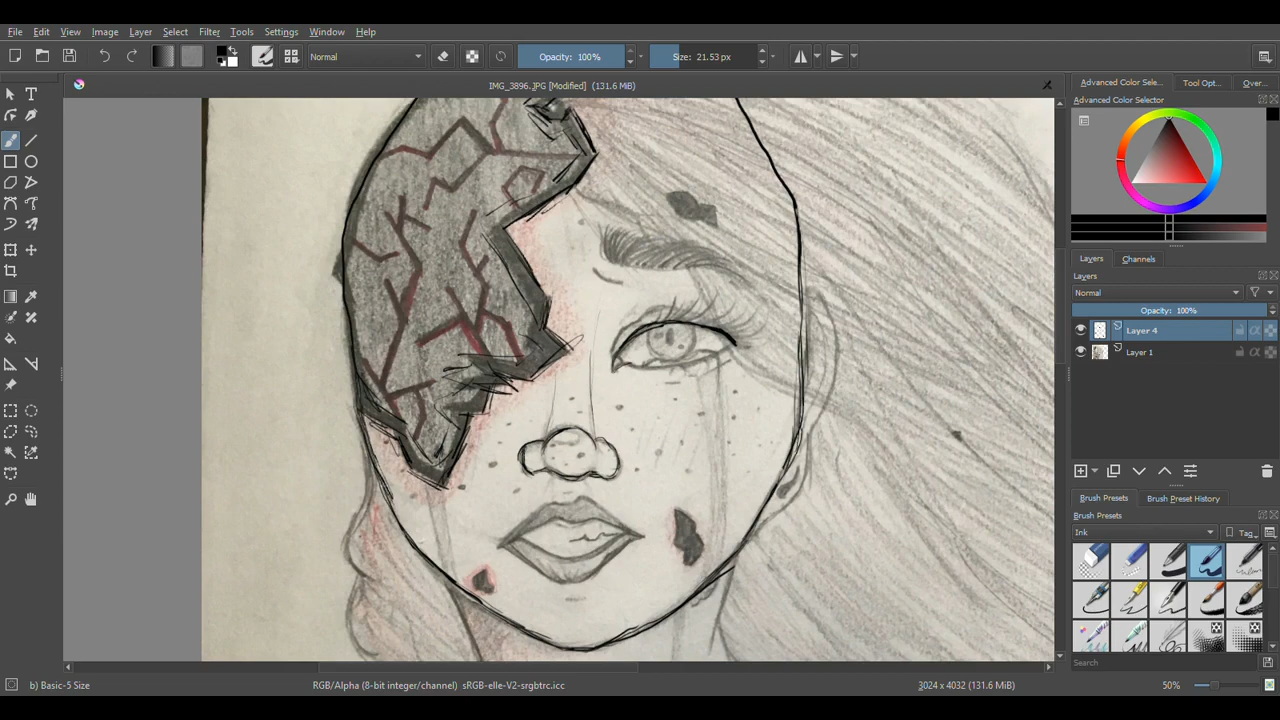 File Edit View Image Layer Select Filter Tools Settings Window Help
Normal Opacity: 100% Size: 21.53 px
IMG_3896.JPG [Modified] (131.6 MiB)
Advanced Color Sele... Tool Opt... Over...
Advanced Color Selector
Layers Channels
Layers
Normal
Opacity: 100%
Layer 4
Layer 1
Brush Presets Brush Preset History
Brush Presets
Ink Tag
Search
b) Basic-5 Size RGB/Alpha (8-bit integer/channel) sRGB-elle-V2-srgbtrc.icc 3024 x 4032 (131.6 MiB) 50%